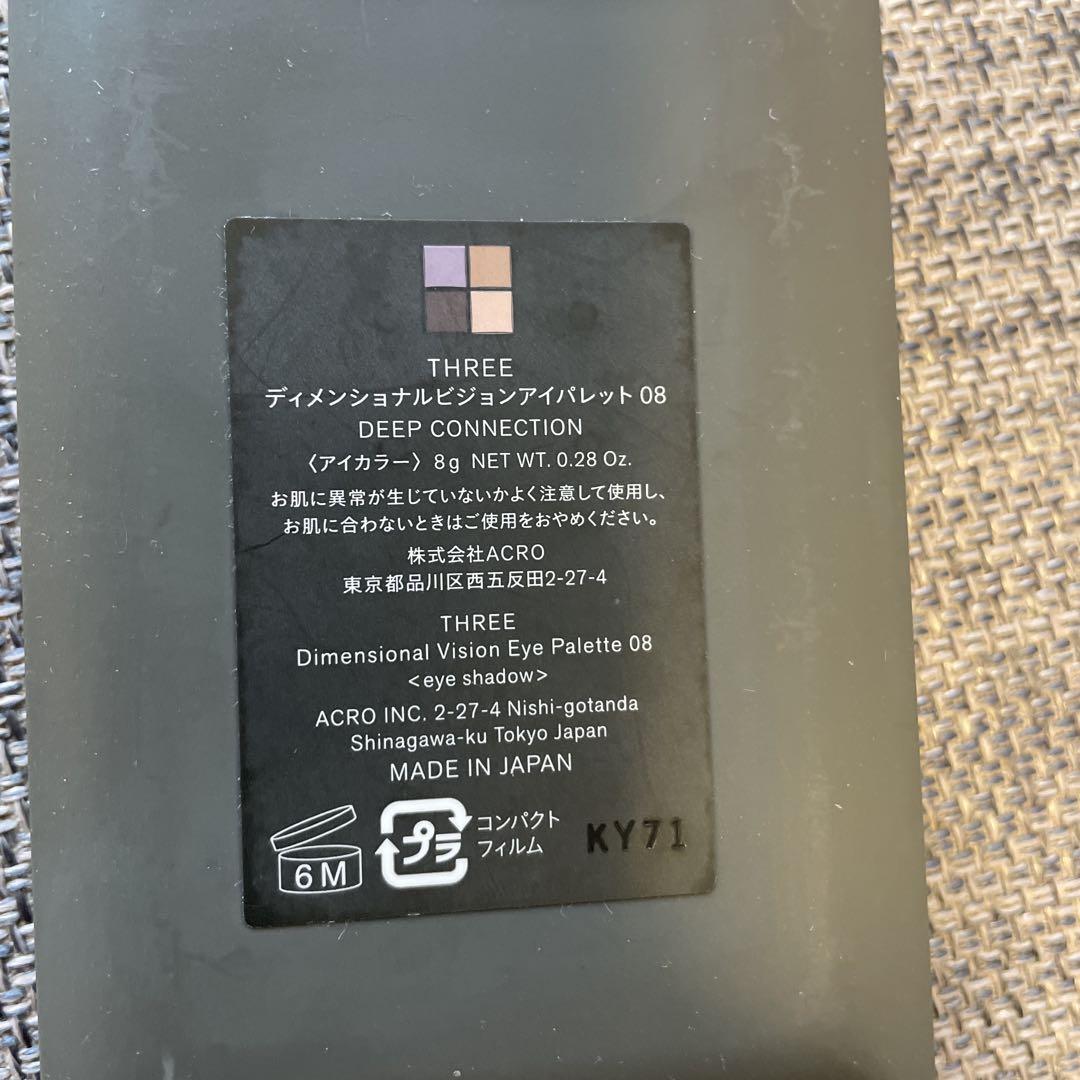 THREE
ディメンショナルビジョンアイパレット 08
DEEP CONNECTION
〈アイカラー〉 8g NET WT. 0.28 Oz.
お肌に異常が生じていないかよく注意して使用し、
お肌に合わないときはご使用をおやめください。
株式会社ACRO
東京都品川区西五反田2-27-4
THREE
Dimensional Vision Eye Palette 08
<eye shadow>
ACRO INC. 2-27-4 Nishi-gotanda
Shinagawa-ku Tokyo Japan
MADE IN JAPAN
6M
プラ
コンパクト
フィルム
KY71